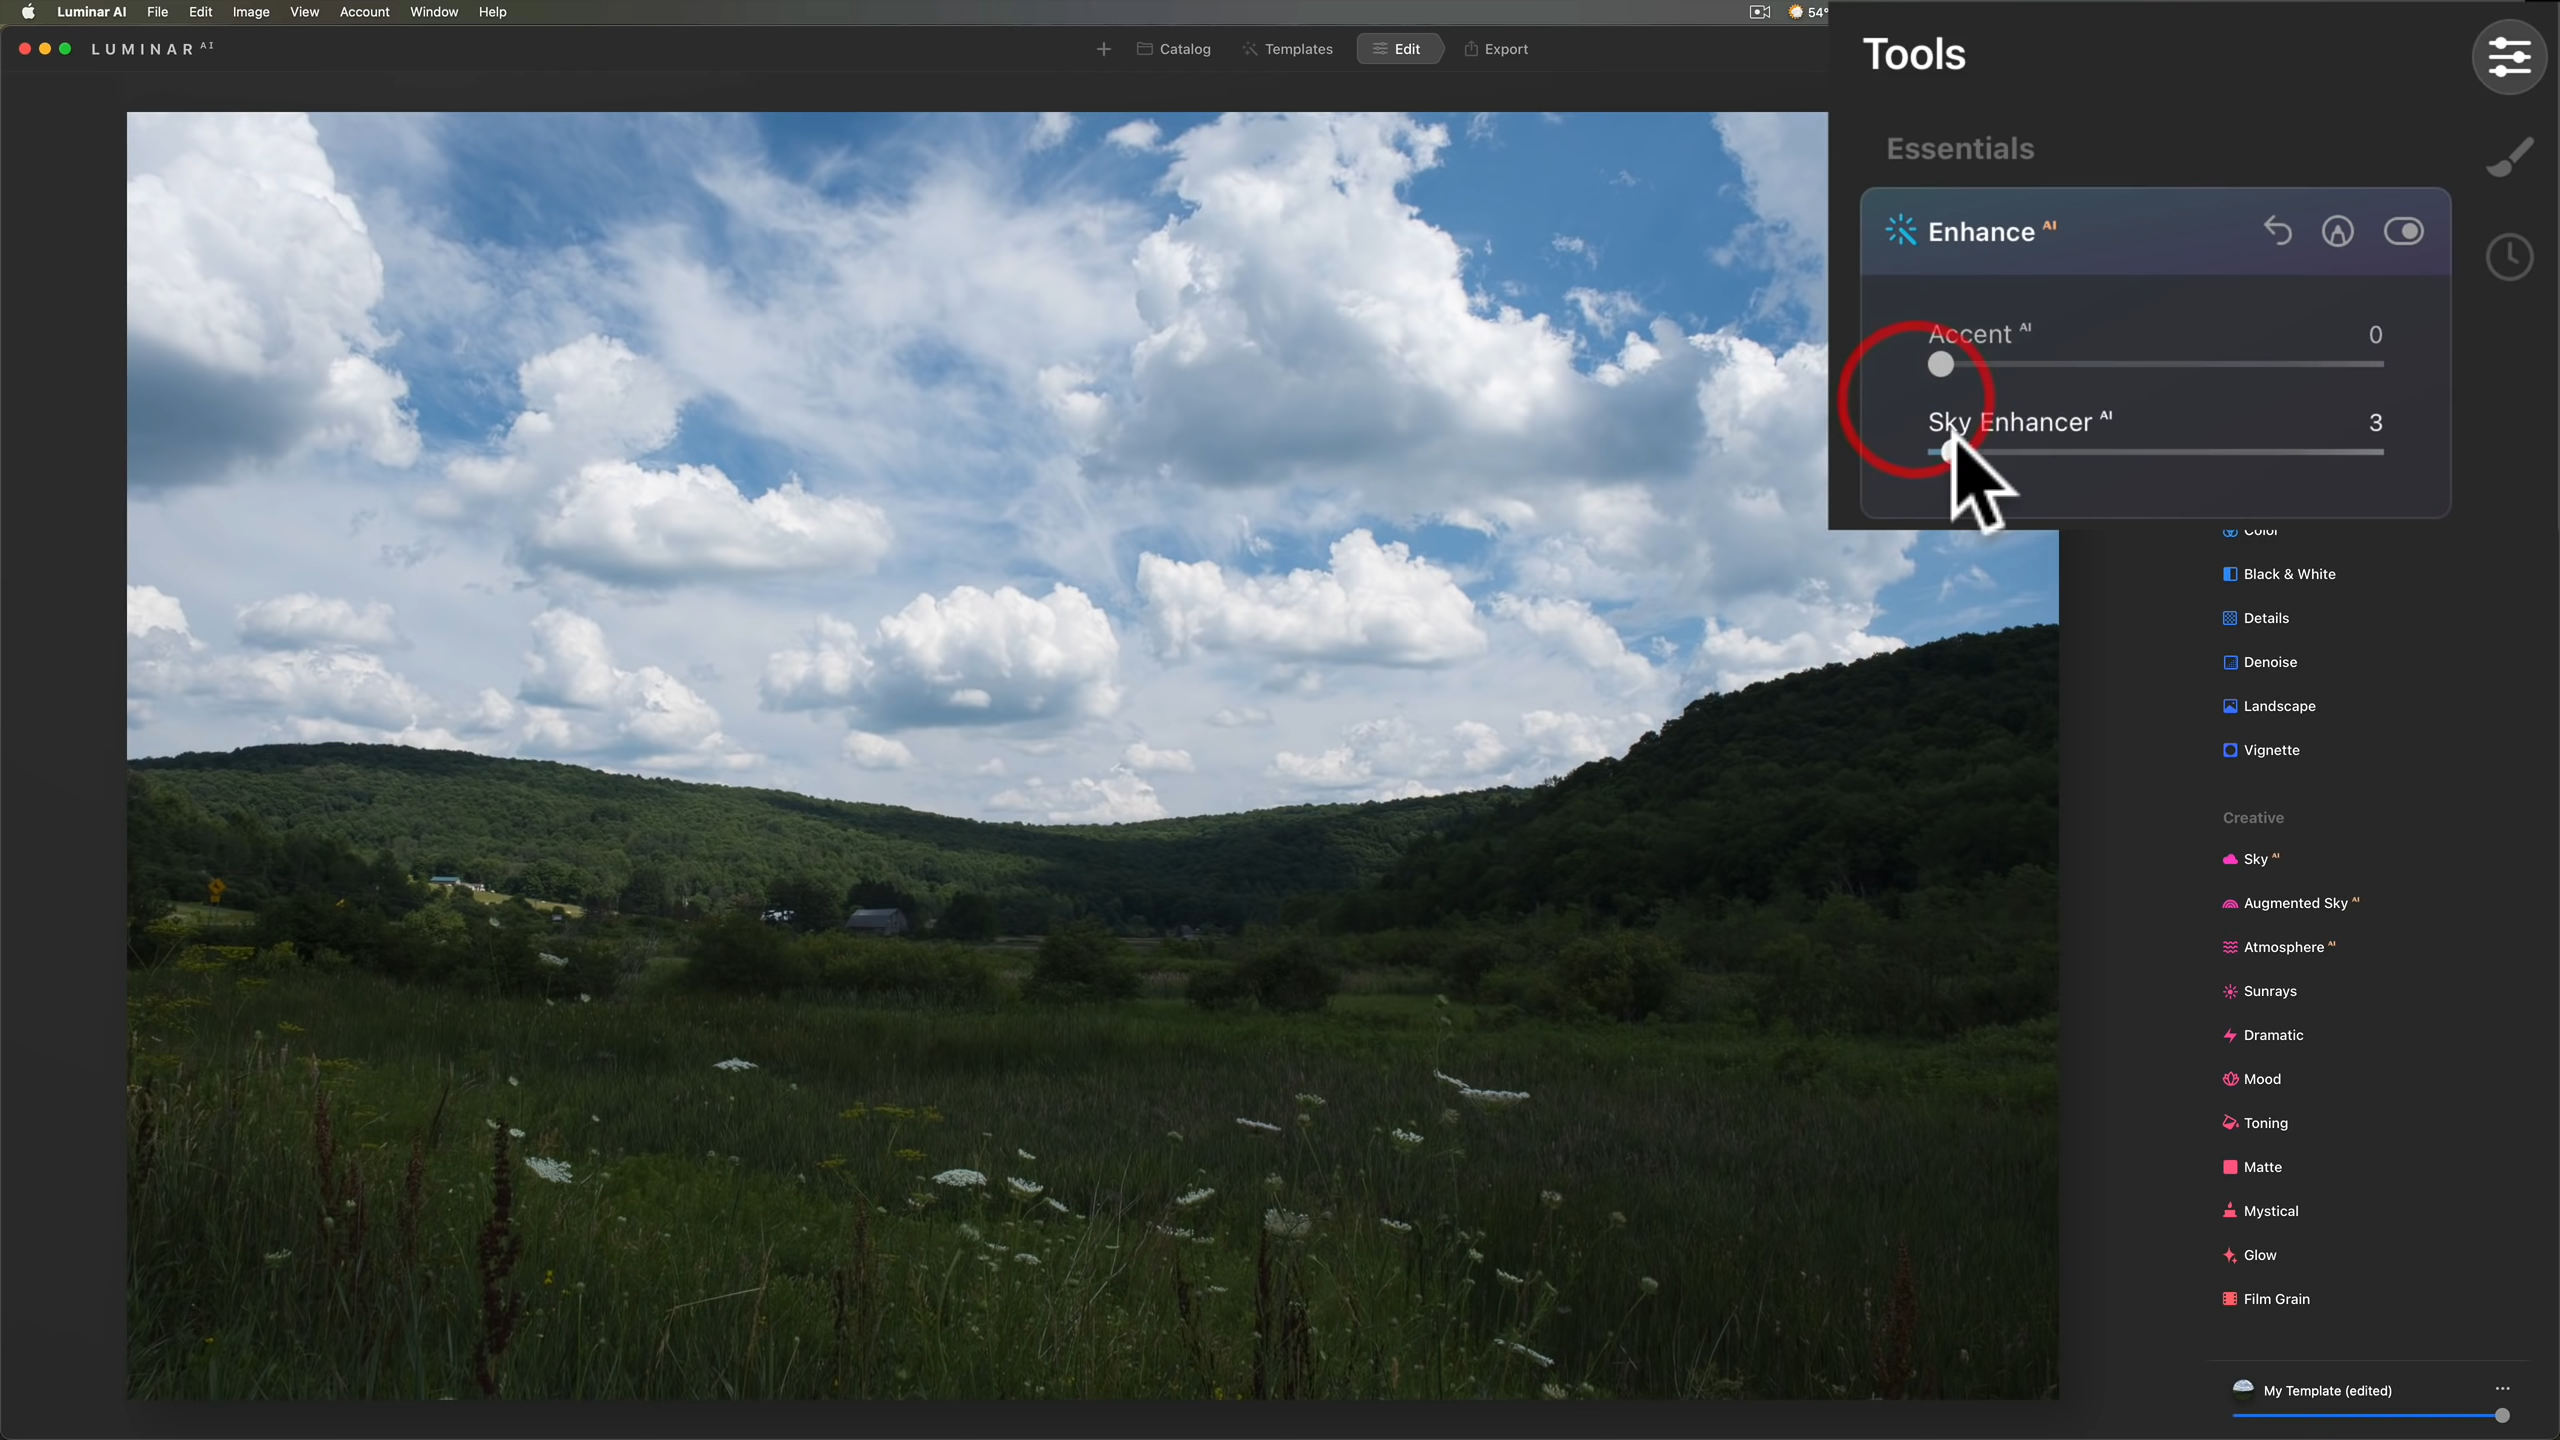 Luminar AI File Edit Image View Account Window Help 54°
LUMINAR AI
Catalog Templates Edit Export
Tools
Essentials
Enhance AI
Accent AI 0
Sky Enhancer AI 3
Color
Black & White
Details
Denoise
Landscape
Vignette
Creative
Sky AI
Augmented Sky AI
Atmosphere AI
Sunrays
Dramatic
Mood
Toning
Matte
Mystical
Glow
Film Grain
My Template (edited)